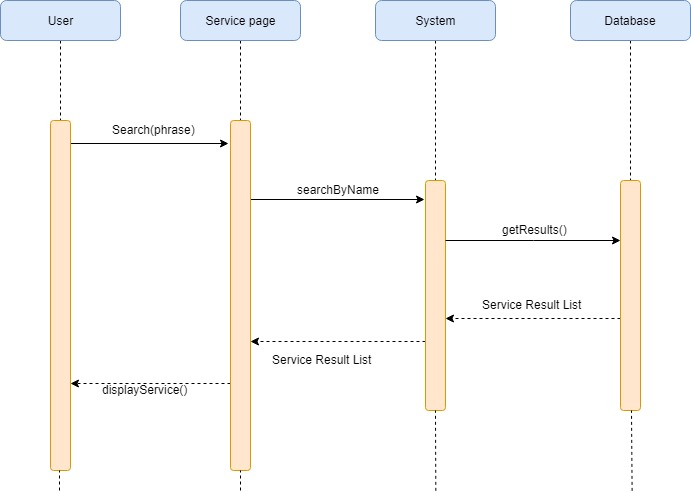 User
Service page
System
Database
Search(phrase)
searchByName
getResults()
Service Result List
Service Result List
displayService()